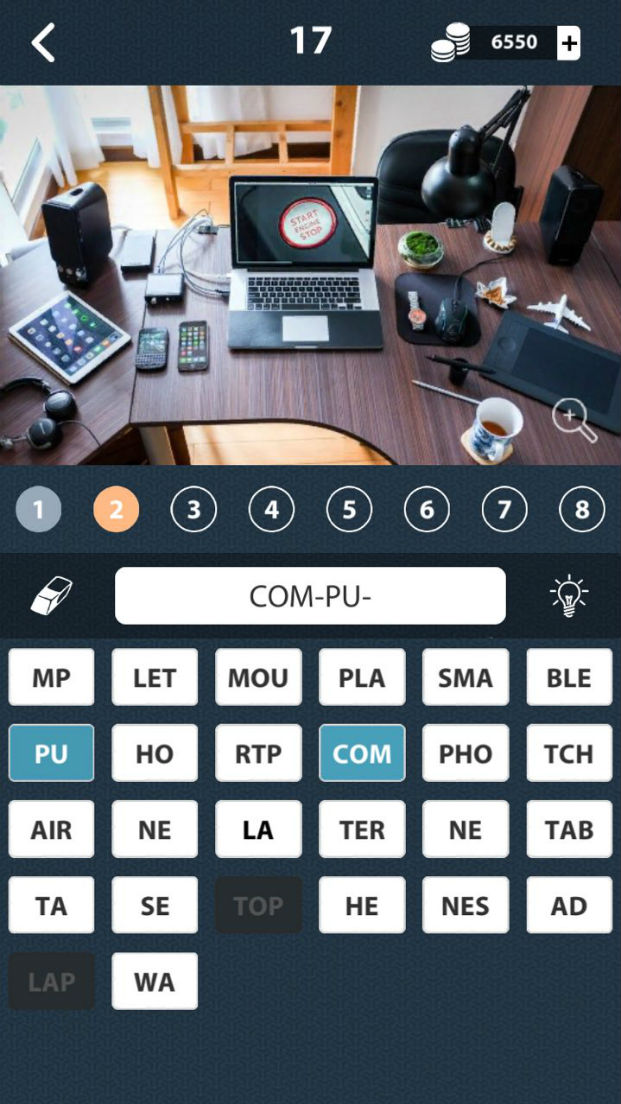 17
6550 +
START
ENGINE
STOP
1 2 3 4 5 6 7 8
COM-PU-
MP LET MOU PLA SMA BLE
PU HO RTP COM PHO TCH
AIR NE LA TER NE TAB
TA SE TOP HE NES AD
LAP WA